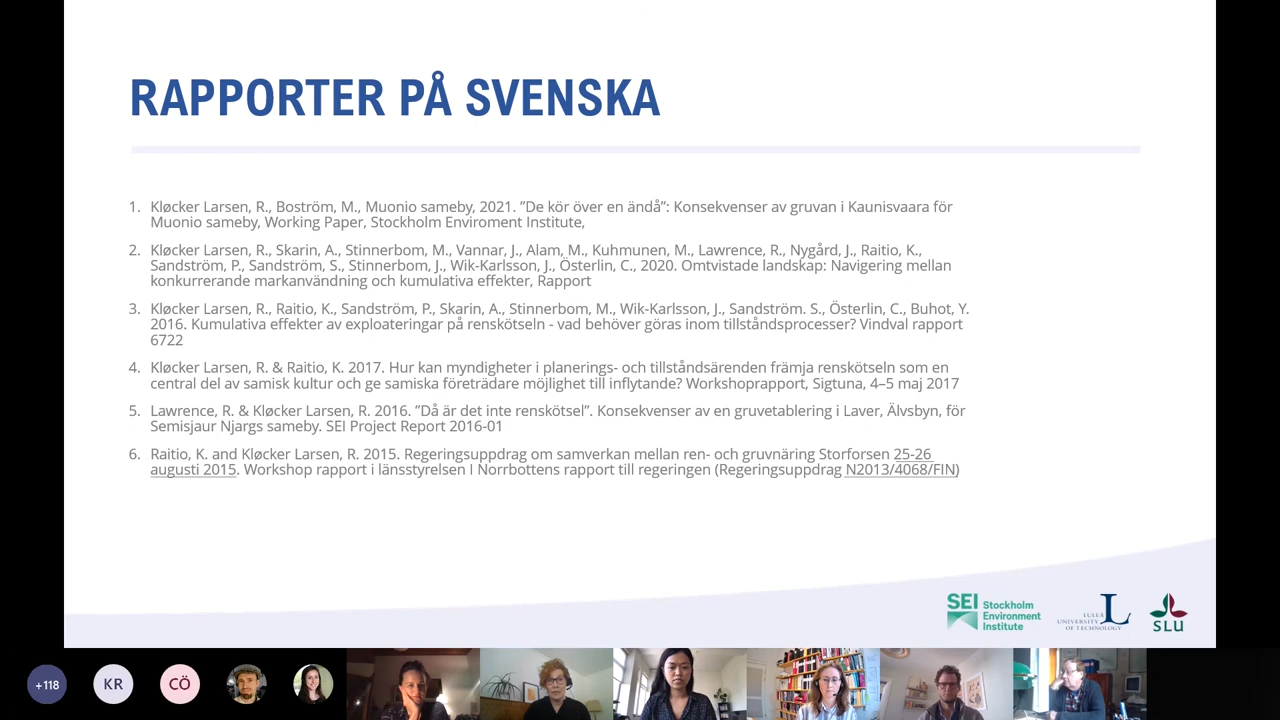 RAPPORTER PÅ SVENSKA
1. Kløcker Larsen, R., Boström, M., Muonio sameby, 2021. ”De kör över en ändå”: Konsekvenser av gruvan i Kaunisvaara för
Muonio sameby, Working Paper, Stockholm Enviroment Institute,
2. Kløcker Larsen, R., Skarin, A., Stinnerbom, M., Vannar, J., Alam, M., Kuhmunen, M., Lawrence, R., Nygård, J., Raitio, K.,
Sandström, P., Sandström, S., Stinnerbom, J., Wik-Karlsson, J., Österlin, C., 2020. Omtvistade landskap: Navigering mellan
konkurrerande markanvändning och kumulativa effekter, Rapport
3. Kløcker Larsen, R., Raitio, K., Sandström, P., Skarin, A., Stinnerbom, M., Wik-Karlsson, J., Sandström. S., Österlin, C., Buhot, Y.
2016. Kumulativa effekter av exploateringar på renskötseln - vad behöver göras inom tillståndsprocesser? Vindval rapport
6722
4. Kløcker Larsen, R. & Raitio, K. 2017. Hur kan myndigheter i planerings- och tillståndsärenden främja renskötseln som en
central del av samisk kultur och ge samiska företrädare möjlighet till inflytande? Workshoprapport, Sigtuna, 4–5 maj 2017
5. Lawrence, R. & Kløcker Larsen, R. 2016. ”Då är det inte renskötsel”. Konsekvenser av en gruvetablering i Laver, Älvsbyn, för
Semisjaur Njargs sameby. SEI Project Report 2016-01
6. Raitio, K. and Kløcker Larsen, R. 2015. Regeringsuppdrag om samverkan mellan ren- och gruvnäring Storforsen 25-26
augusti 2015. Workshop rapport i länsstyrelsen I Norrbottens rapport till regeringen (Regeringsuppdrag N2013/4068/FIN)
SEI Stockholm
Environment
Institute
LULEÅ
UNIVERSITY
OF TECHNOLOGY
SLU
+118
KR
CÖ